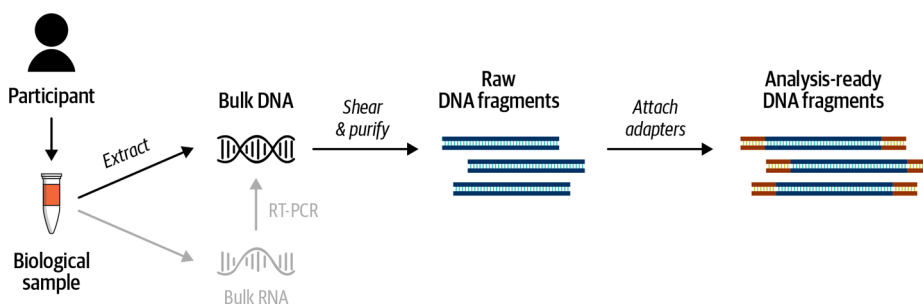 Participant
Extract
Biological
sample
Bulk DNA
RT-PCR
Bulk RNA
Shear
& purify
Raw
DNA fragments
Attach
adapters
Analysis-ready
DNA fragments